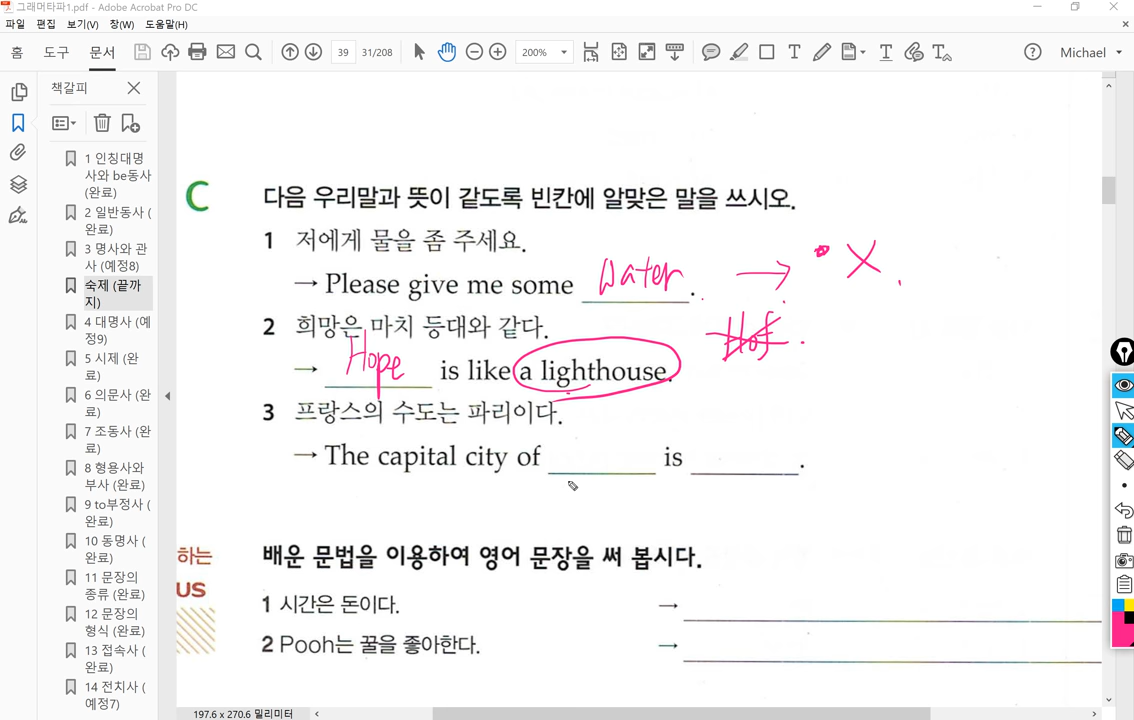 그래머타파1.pdf - Adobe Acrobat Pro DC
파일 편집 보기(V) 창(W) 도움말(H)
홈 도구 문서 39 31/208 200% Michael
책갈피
1 인칭대명
사와 be동사
(완료)
2 일반동사 (
완료)
3 명사와 관
사 (예정8)
숙제 (끝까
지)
4 대명사 (예
정9)
5 시제 (완
료)
6 의문사 (완
료)
7 조동사 (완
료)
8 형용사와
부사 (완료)
9 to부정사 (
완료)
10 동명사 (
완료)
11 문장의
종류 (완료)
12 문장의
형식 (완료)
13 접속사 (
완료)
14 전치사 (
예정7)
C 다음 우리말과 뜻이 같도록 빈칸에 알맞은 말을 쓰시오.
1 저에게 물을 좀 주세요.
→ Please give me some water. → X
2 희망은 마치 등대와 같다.
→ Hope is like a lighthouse.
3 프랑스의 수도는 파리이다.
→ The capital city of is .
하는 배운 문법을 이용하여 영어 문장을 써 봅시다.
US
1 시간은 돈이다. →
2 Pooh는 꿀을 좋아한다. →
197.6 x 270.6 밀리미터